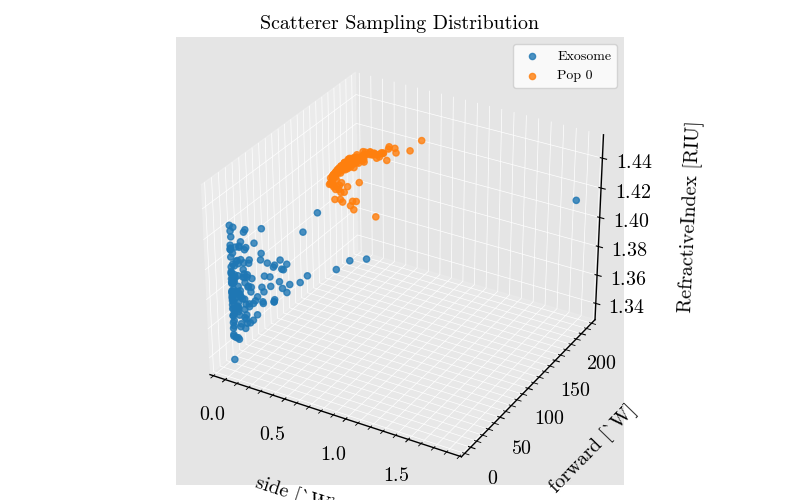 Scatterer Sampling Distribution
Exosome
Pop 0
1.44
1.42
1.40
1.38
1.36
1.34
RefractiveIndex [RIU]
200
150
100
50
0
forward [`W]
0.0
0.5
1.0
1.5
side [`W